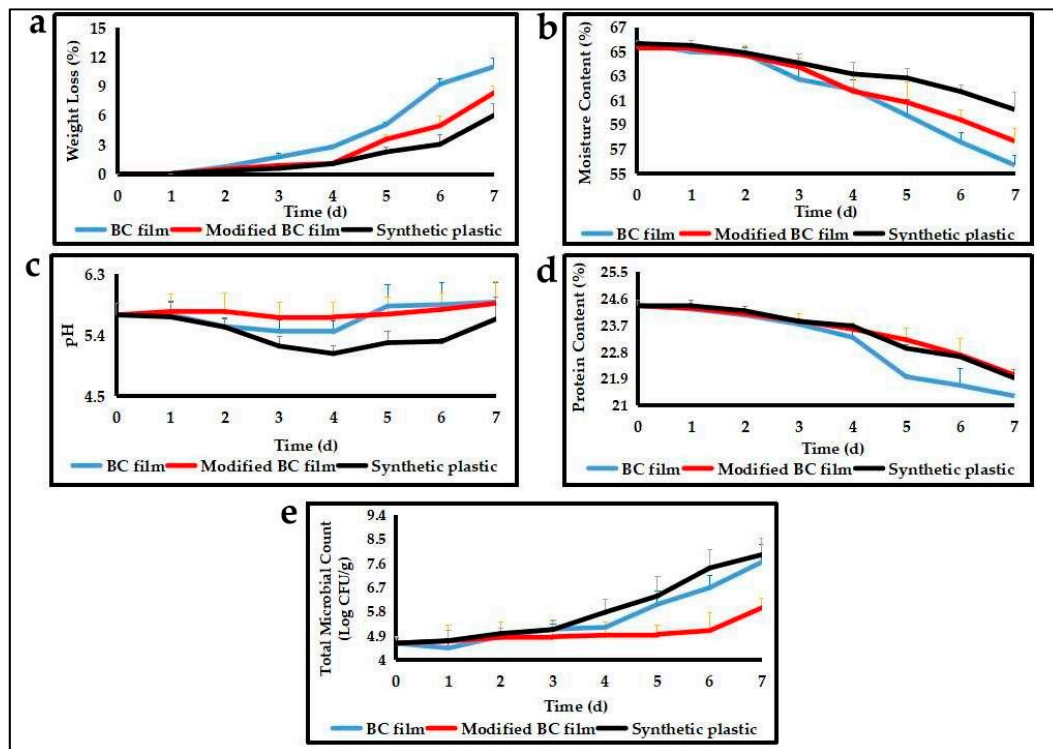 a
Weight Loss (%)
15
12
9
6
3
0
0 1 2 3 4 5 6 7
Time (d)
BC film Modified BC film Synthetic plastic
b
Moisture Content (%)
67
65
63
61
59
57
55
0 1 2 3 4 5 6 7
Time (d)
BC film Modified BC film Synthetic plastic
c
pH
6.3
5.4
4.5
0 1 2 3 4 5 6 7
Time (d)
BC film Modified BC film Synthetic plastic
d
Protein Content (%)
25.5
24.6
23.7
22.8
21.9
21
0 1 2 3 4 5 6 7
Time (d)
BC film Modified BC film Synthetic plastic
e
Total Microbial Count
(Log CFU/g)
9.4
8.5
7.6
6.7
5.8
4.9
4
0 1 2 3 4 5 6 7
Time (d)
BC film Modified BC film Synthetic plastic